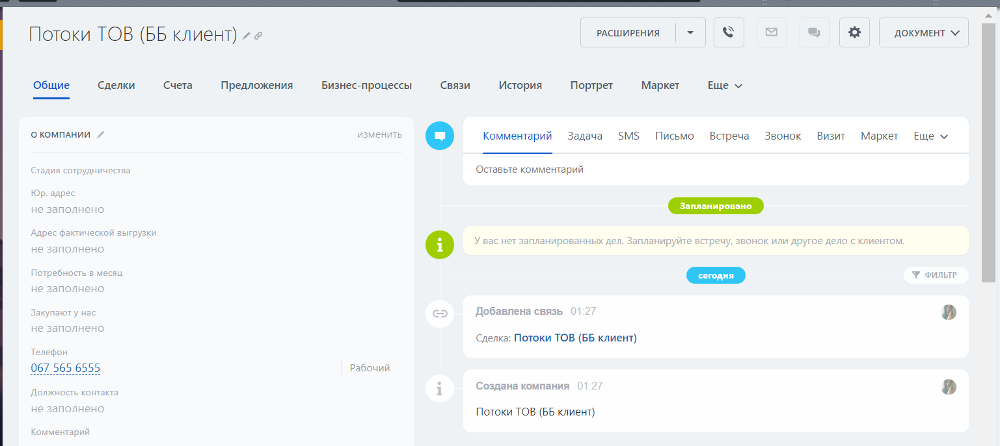 Потоки ТОВ (ББ клиент)
РАСШИРЕНИЯ
ДОКУМЕНТ
Общие Сделки Счета Предложения Бизнес-процессы Связи История Портрет Маркет Еще
О КОМПАНИИ изменить
Стадия сотрудничества
Юр. адрес
не заполнено
Адрес фактической выгрузки
не заполнено
Потребность в месяц
не заполнено
Закупают у нас
не заполнено
Телефон
067 565 6555 Рабочий
Должность контакта
не заполнено
Комментарий
Комментарий Задача SMS Письмо Встреча Звонок Визит Маркет Еще
Оставьте комментарий
Запланировано
У вас нет запланированных дел. Запланируйте встречу, звонок или другое дело с клиентом.
сегодня ФИЛЬТР
Добавлена связь 01:27
Сделка: Потоки ТОВ (ББ клиент)
Создана компания 01:27
Потоки ТОВ (ББ клиент)